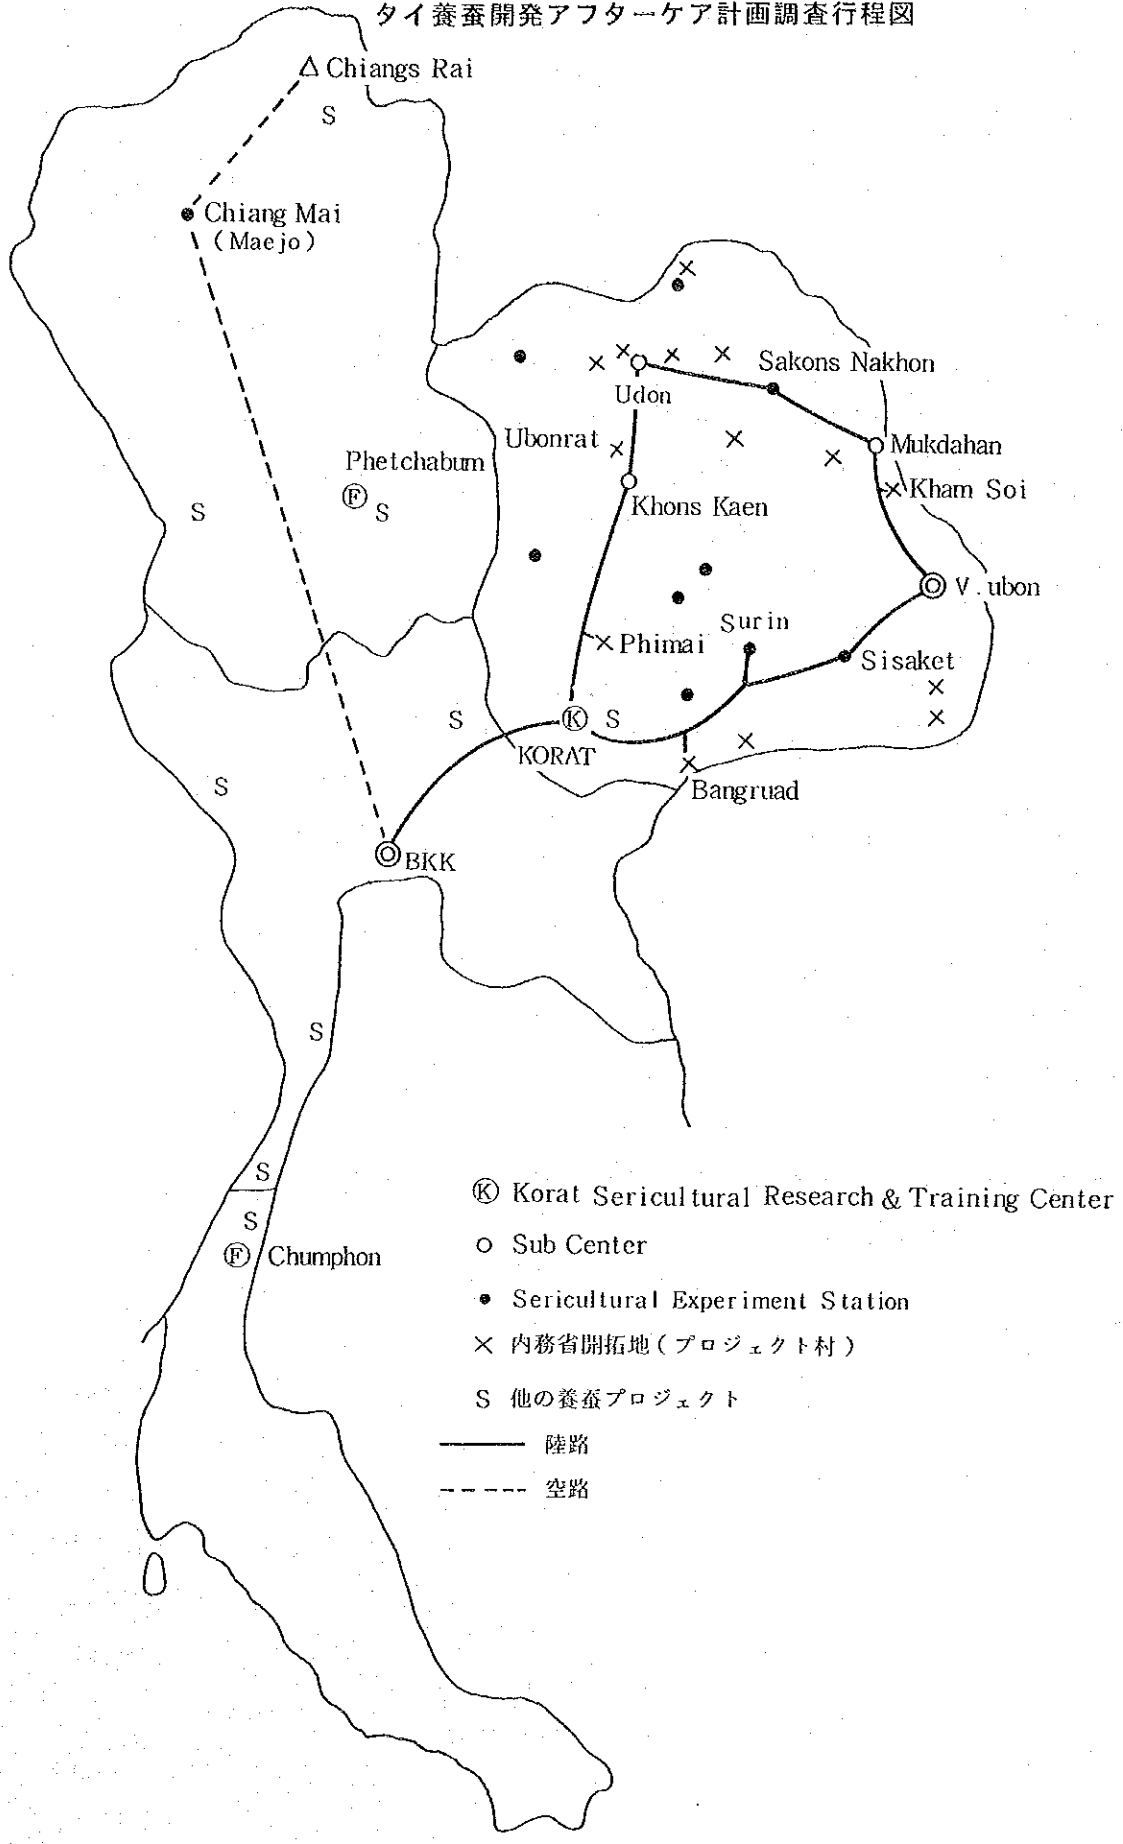 タイ養蚕開発アフターケア計画調査行程図
△ Chiangs Rai
S
Chiang Mai
(Maejo)
Sakons Nakhon
Udon
Ubonrat
Mukdahan
Phetchabum
Ⓕ S
S
Kham Soi
Khons Kaen
V.ubon
Surin
Phimai
Sisaket
S
Ⓚ S
KORAT
S
Bangruad
BKK
S
S
S
Ⓕ Chumphon
Ⓚ Korat Sericultural Research & Training Center
○ Sub Center
● Sericultural Experiment Station
× 内務省開拓地(プロジェクト村)
S 他の養蚕プロジェクト
陸路
空路